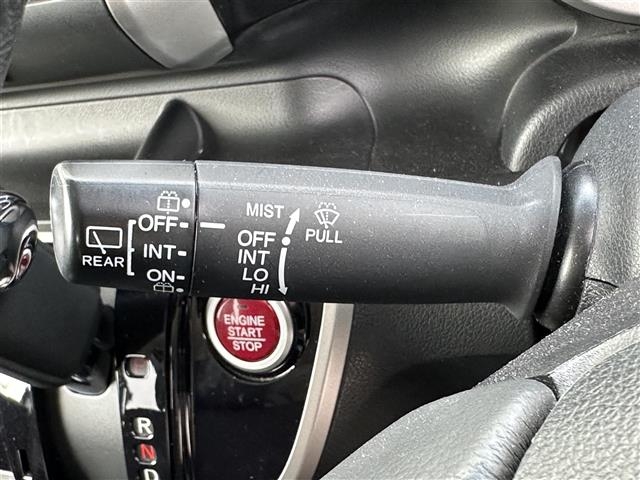 OFF
INT
ON
REAR
MIST
OFF
INT
LO
HI
PULL
ENGINE
START
STOP
R
N
D